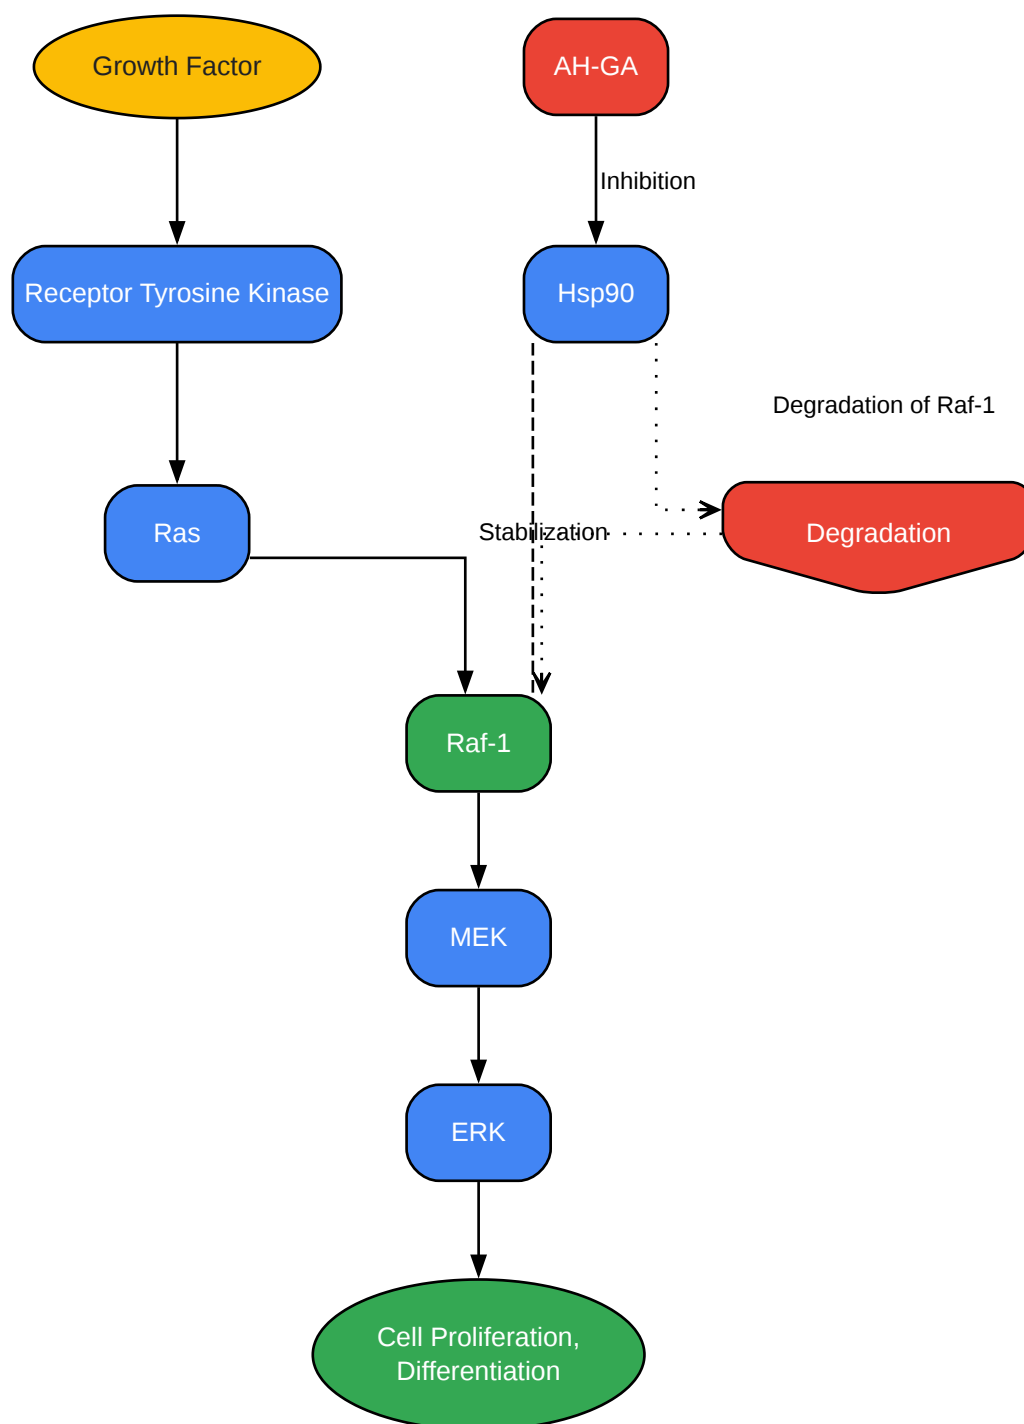 Growth Factor
AH-GA
Inhibition
Receptor Tyrosine Kinase
Hsp90
Degradation of Raf-1
Ras
Stabilization
Degradation
Raf-1
MEK
ERK
Cell Proliferation,
Differentiation